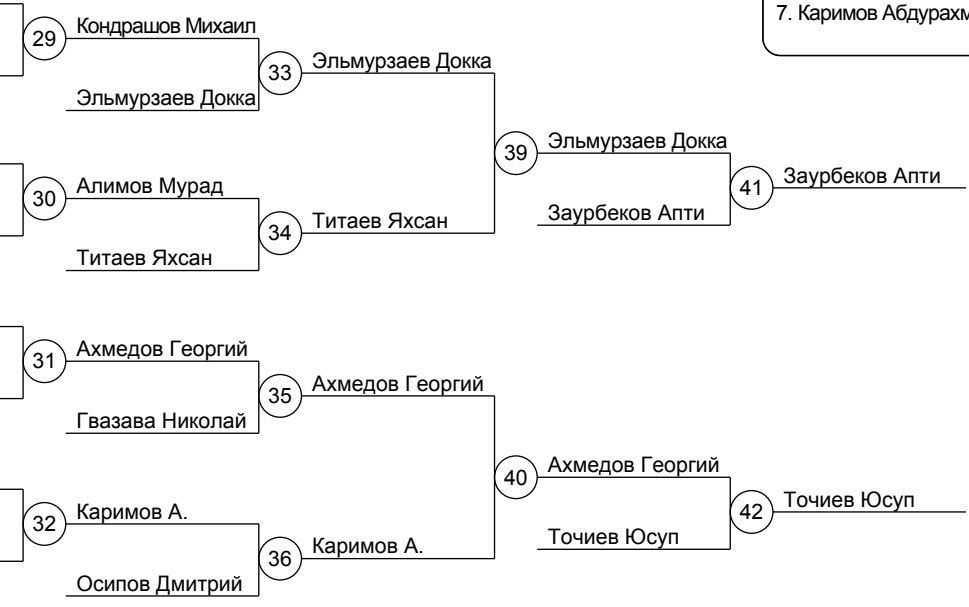 7. Каримов Абдурахм
29
Кондрашов Михаил
33
Эльмурзаев Докка
Эльмурзаев Докка
39
Эльмурзаев Докка
41
Заурбеков Апти
30
Алимов Мурад
34
Титаев Яхсан
Заурбеков Апти
Титаев Яхсан
31
Ахмедов Георгий
35
Ахмедов Георгий
Гвазава Николай
40
Ахмедов Георгий
42
Точиев Юсуп
32
Каримов А.
36
Каримов А.
Точиев Юсуп
Осипов Дмитрий